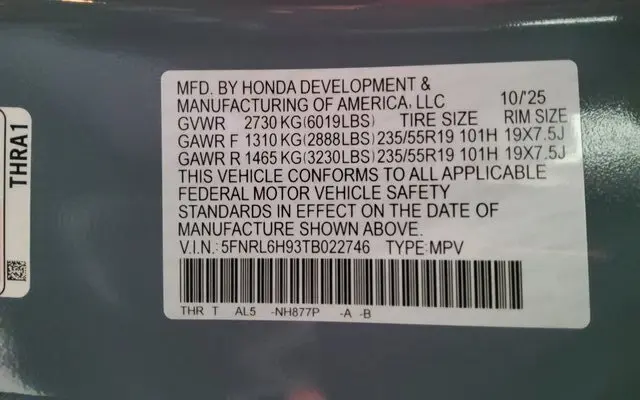 MFD. BY HONDA DEVELOPMENT &
MANUFACTURING OF AMERICA, LLC 10/'25
GVWR 2730 KG (6019LBS) TIRE SIZE RIM SIZE
GAWR F 1310 KG (2888LBS) 235/55R19 101H 19X7.5J
GAWR R 1465 KG (3230LBS) 235/55R19 101H 19X7.5J
THIS VEHICLE CONFORMS TO ALL APPLICABLE
FEDERAL MOTOR VEHICLE SAFETY
STANDARDS IN EFFECT ON THE DATE OF
MANUFACTURE SHOWN ABOVE.
V.I.N.: 5FNRL6H93TB022746 TYPE:MPV
THR T AL5 -NH877P -A -B
THRA1